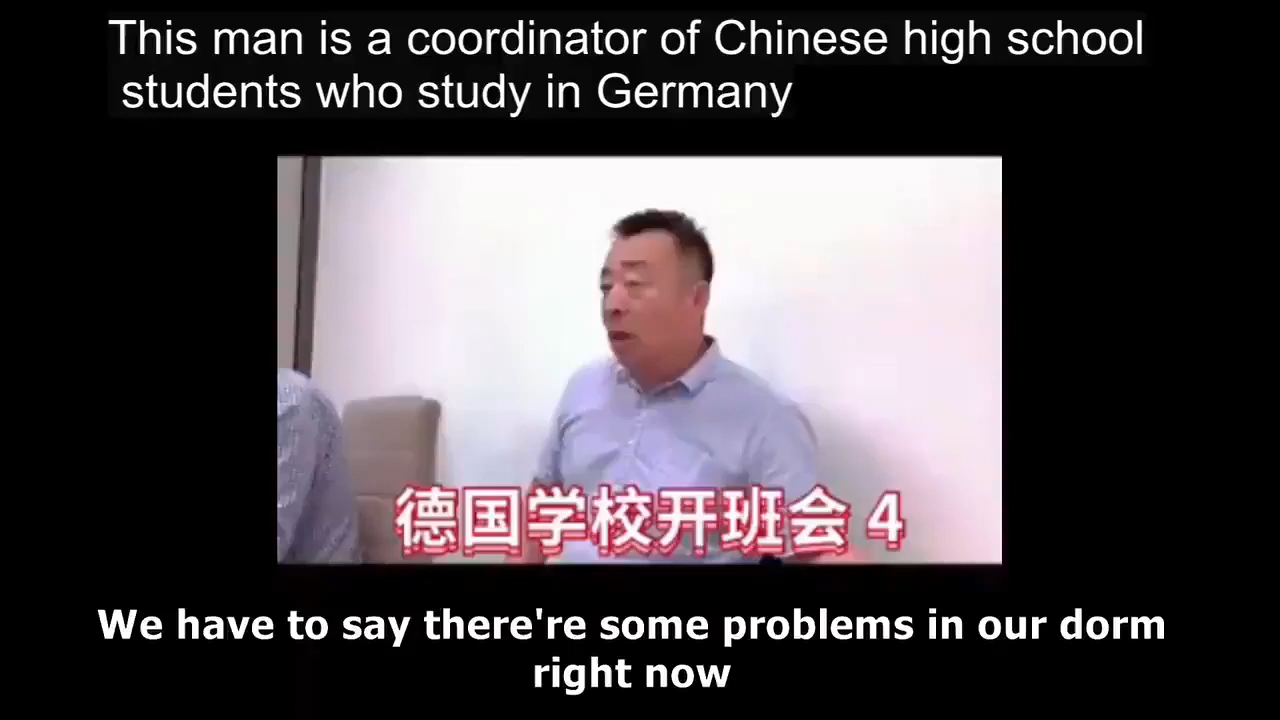 This man is a coordinator of Chinese high school
students who study in Germany
德国学校开班会 4
We have to say there're some problems in our dorm
right now